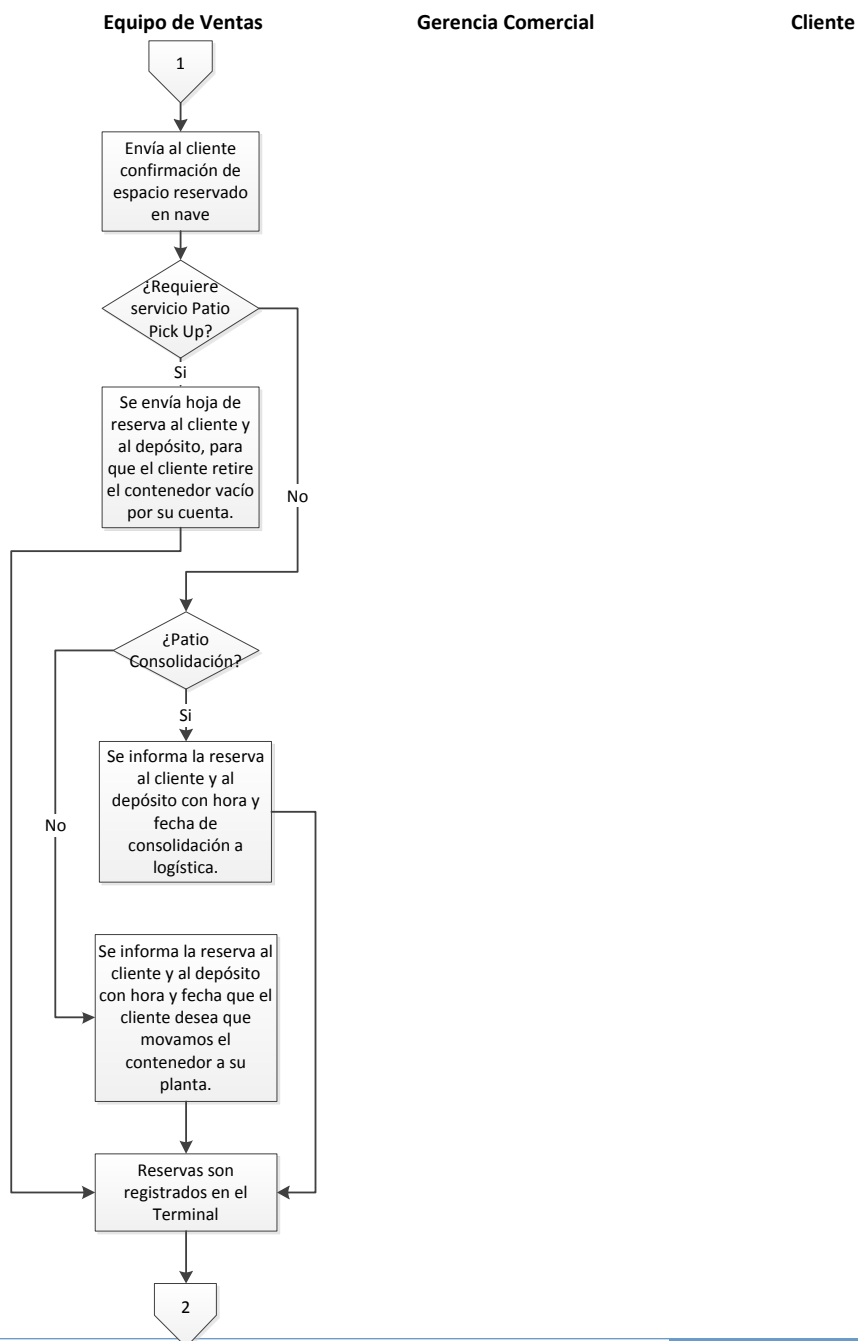 Equipo de Ventas
Gerencia Comercial
Cliente
1
Envía al cliente
confirmación de
espacio reservado
en nave
¿Requiere
servicio Patio
Pick Up?
Si
Se envía hoja de
reserva al cliente y
al depósito, para
que el cliente retire
el contenedor vacío
por su cuenta.
No
¿Patio
Consolidación?
Si
Se informa la reserva
al cliente y al
depósito con hora y
fecha de
consolidación a
logística.
No
Se informa la reserva al
cliente y al depósito
con hora y fecha que el
cliente desea que
movamos el
contenedor a su
planta.
Reservas son
registrados en el
Terminal
2